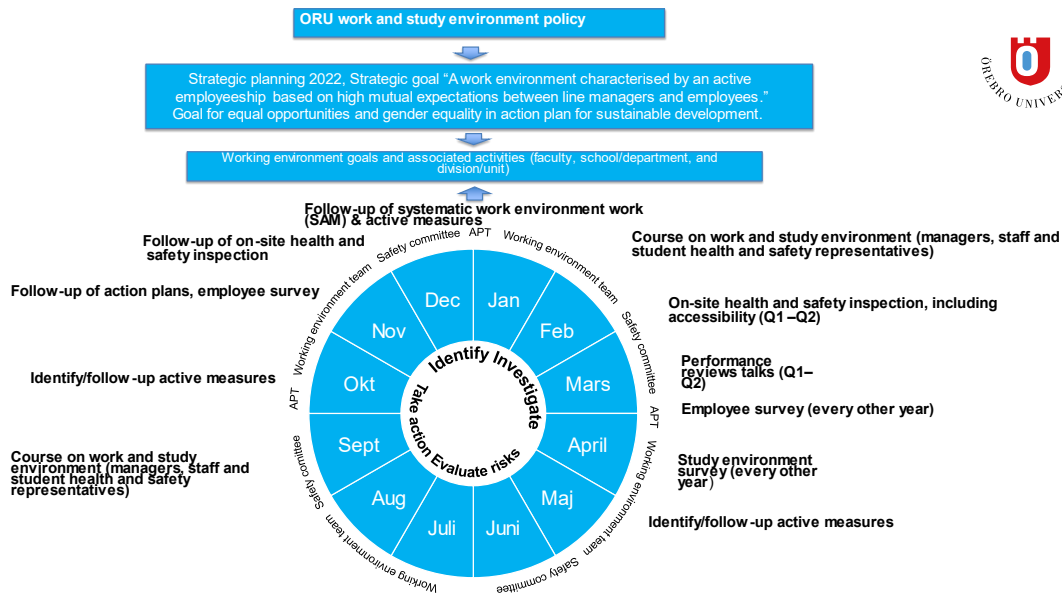 ORU work and study environment policy
Strategic planning 2022, Strategic goal “A work environment characterised by an active
employeeship based on high mutual expectations between line managers and employees.”
Goal for equal opportunities and gender equality in action plan for sustainable development.
Working environment goals and associated activities (faculty, school/department, and
division/unit)
ÖREBRO UNIVERS
Follow-up of systematic work environment work
(SAM) & active measures
Follow-up of on-site health and
safety inspection
Follow-up of action plans, employee survey
Identify/follow-up active measures
Course on work and study
environment (managers, staff and
student health and safety
representatives)
Course on work and study environment (managers, staff and
student health and safety representatives)
On-site health and safety inspection, including
accessibility (Q1–Q2)
Performance
reviews talks (Q1–
Q2)
Employee survey (every other year)
Study environment
survey (every other
year)
Identify/follow-up active measures
APT
Working environment team
Safety committee
APT
Working environment team
Safety committee
Working environment team
Safety comittee
APT
Working environment team
Safety committee
Jan
Feb
Mars
April
Maj
Juni
Juli
Aug
Sept
Okt
Nov
Dec
Identify
Investigate
Evaluate risks
Take action